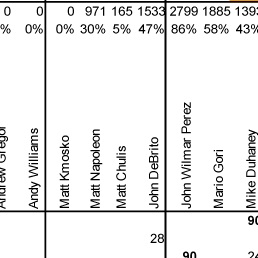 0 0 0 971 165 1533 2799 1885 1393
% 0% 0% 30% 5% 47% 86% 58% 43%
Andrew Gregor
Andy Williams
Matt Kmosko
Matt Napoleon
Matt Chulis
John DeBrito
John Wilmar Perez
Mario Gori
Mike Duhaney
90
28
90 24